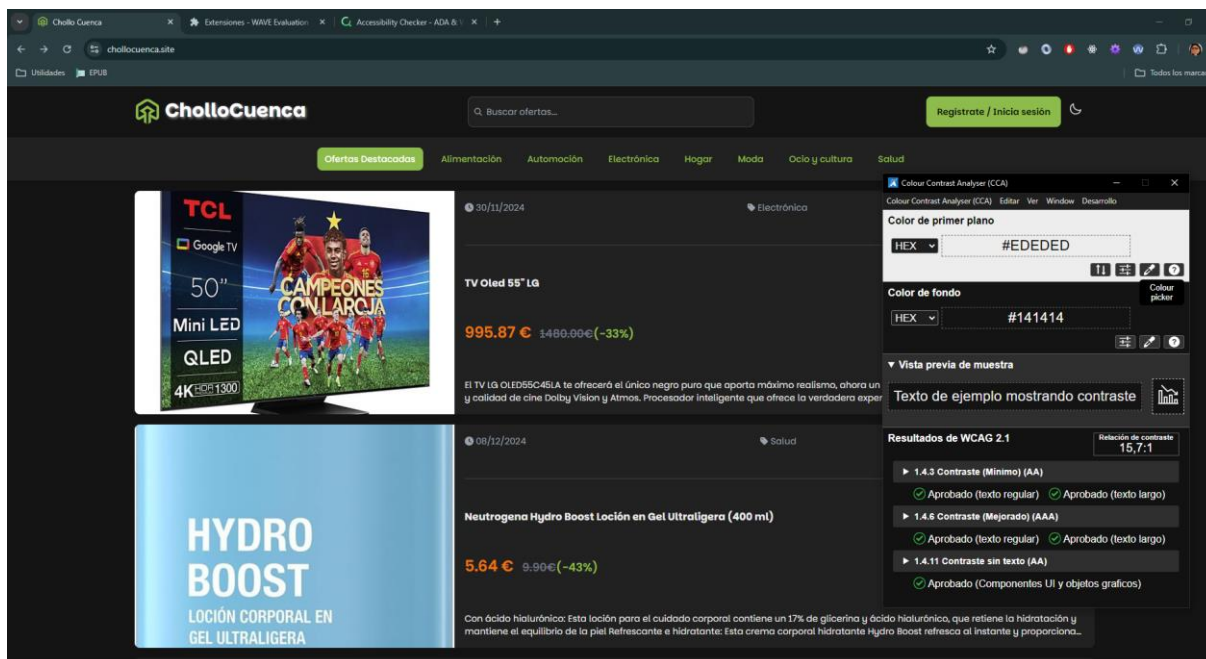 Chollo Cuenca
Extensiones - WAVE Evaluation
Accessibility Checker - ADA &
chollocuenca.site
Utilidades
EPUB
Todos los marca
CholloCuenca
Buscar ofertas...
Registrate / Inicia sesión
Ofertas Destacadas
Alimentación
Automoción
Electrónica
Hogar
Moda
Ocio y cultura
Salud
TCL
Google TV
50"
Mini LED
QLED
4K HDR 1300
CAMPEONES
CON LA ROJA
30/11/2024
Electrónica
TV Oled 55" LG
995.87 € 1480.00€(-33%)
El TV LG OLED55C45LA te ofrecerá el único negro puro que aporta máximo realismo, ahora un
y calidad de cine Dolby Vision y Atmos. Procesador inteligente que ofrece la verdadera exper
HYDRO
BOOST
LOCIÓN CORPORAL EN
GEL ULTRALIGERA
08/12/2024
Salud
Neutrogena Hydro Boost Loción en Gel Ultraligera (400 ml)
5.64 € 9.90€(-43%)
Con ácido hialurónico: Esta loción para el cuidado corporal contiene un 17% de glicerina y ácido hialurónico, que retiene la hidratación y
mantiene el equilibrio de la piel Refrescante e hidratante: Esta crema corporal hidratante Hydro Boost refresca al instante y proporciona...
Colour Contrast Analyser (CCA)
Colour Contrast Analyser (CCA) Editar Ver Window Desarrollo
Color de primer plano
HEX #EDEDED
Colour
picker
Color de fondo
HEX #141414
Vista previa de muestra
Texto de ejemplo mostrando contraste
Resultados de WCAG 2.1
Relación de contraste
15,7:1
1.4.3 Contraste (Mínimo) (AA)
Aprobado (texto regular) Aprobado (texto largo)
1.4.6 Contraste (Mejorado) (AAA)
Aprobado (texto regular) Aprobado (texto largo)
1.4.11 Contraste sin texto (AA)
Aprobado (Componentes UI y objetos graficos)